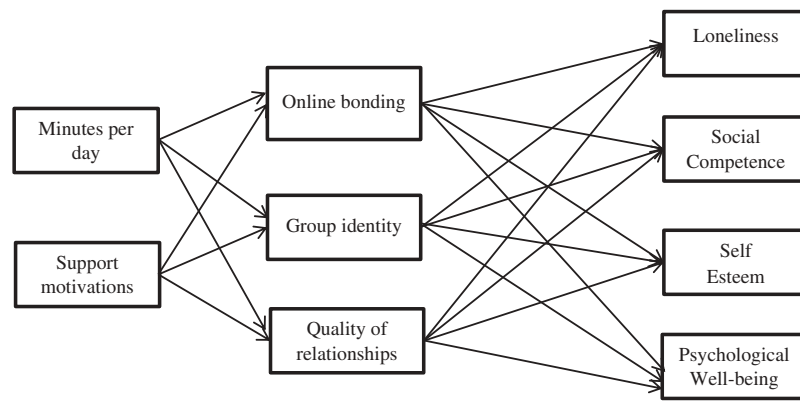 Minutes per
day
Support
motivations
Online bonding
Group identity
Quality of
relationships
Loneliness
Social
Competence
Self
Esteem
Psychological
Well-being